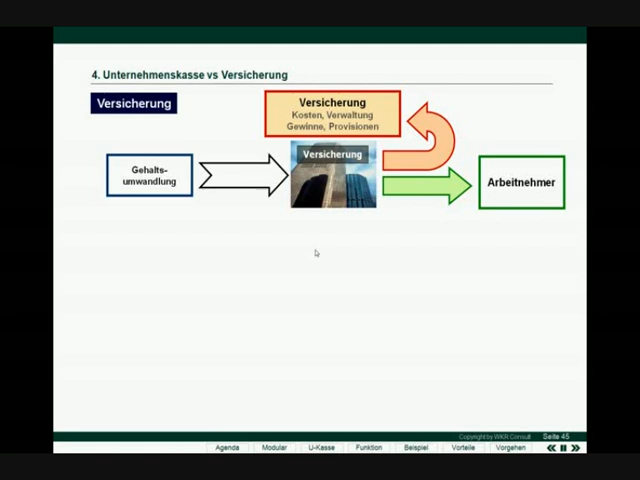 4. Unternehmenskasse vs Versicherung
Versicherung
Versicherung
Kosten, Verwaltung
Gewinne, Provisionen
Gehalts-
umwandlung
Versicherung
Arbeitnehmer
Copyright by WKR Consult
Seite 45
Agenda
Modular
U-Kasse
Funktion
Beispiel
Vorteile
Vorgehen